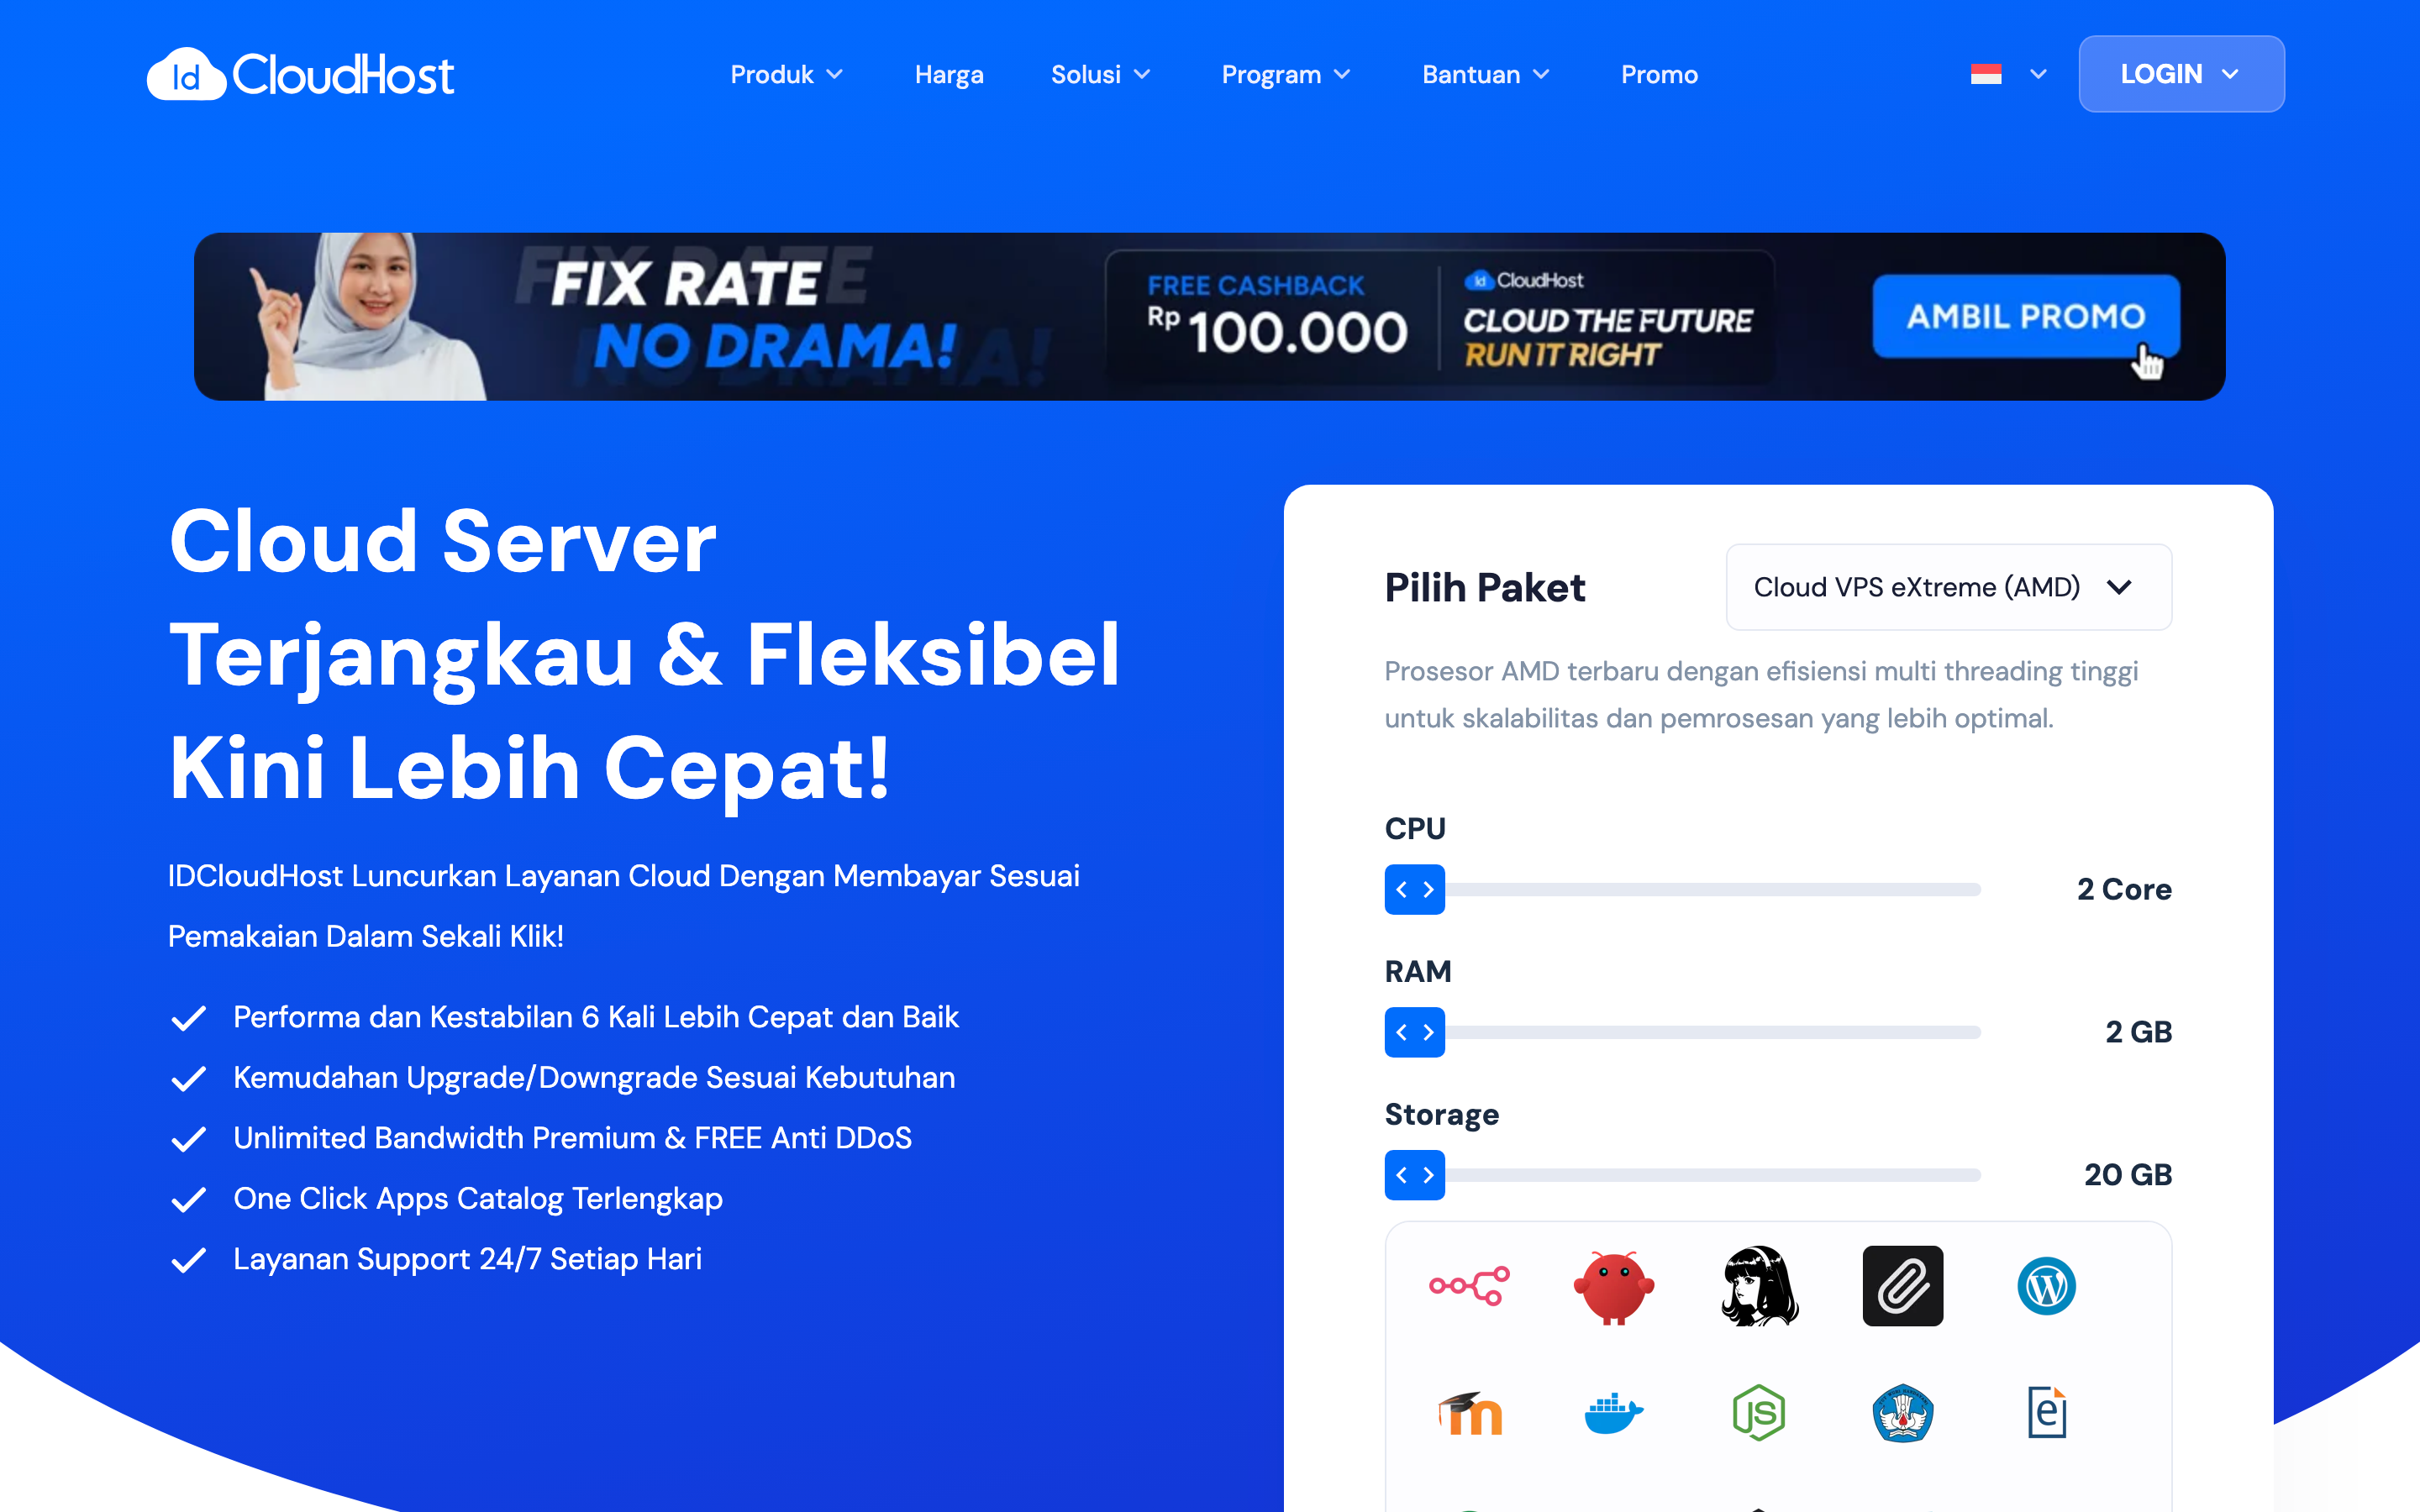 Id CloudHost
Produk
Harga
Solusi
Program
Bantuan
Promo
LOGIN
FIX RATE
NO DRAMA!
FREE CASHBACK
Rp 100.000
Id CloudHost
CLOUD THE FUTURE
RUN IT RIGHT
AMBIL PROMO
Cloud Server
Terjangkau & Fleksibel
Kini Lebih Cepat!
IDCloudHost Luncurkan Layanan Cloud Dengan Membayar Sesuai
Pemakaian Dalam Sekali Klik!
Performa dan Kestabilan 6 Kali Lebih Cepat dan Baik
Kemudahan Upgrade/Downgrade Sesuai Kebutuhan
Unlimited Bandwidth Premium & FREE Anti DDoS
One Click Apps Catalog Terlengkap
Layanan Support 24/7 Setiap Hari
Pilih Paket
Cloud VPS eXtreme (AMD)
Prosesor AMD terbaru dengan efisiensi multi threading tinggi
untuk skalabilitas dan pemrosesan yang lebih optimal.
CPU
2 Core
RAM
2 GB
Storage
20 GB
W
m
JS
e